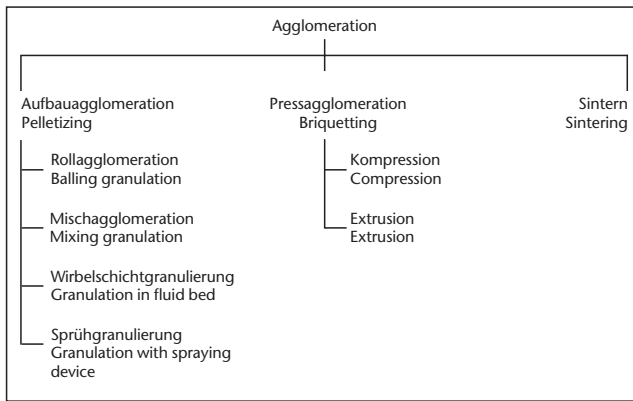 Agglomeration
Aufbauagglomeration
Pelletizing
Rollagglomeration
Balling granulation
Mischagglomeration
Mixing granulation
Wirbelschichtgranulierung
Granulation in fluid bed
Sprühgranulierung
Granulation with spraying
device
Pressagglomeration
Briquetting
Kompression
Compression
Extrusion
Extrusion
Sintern
Sintering